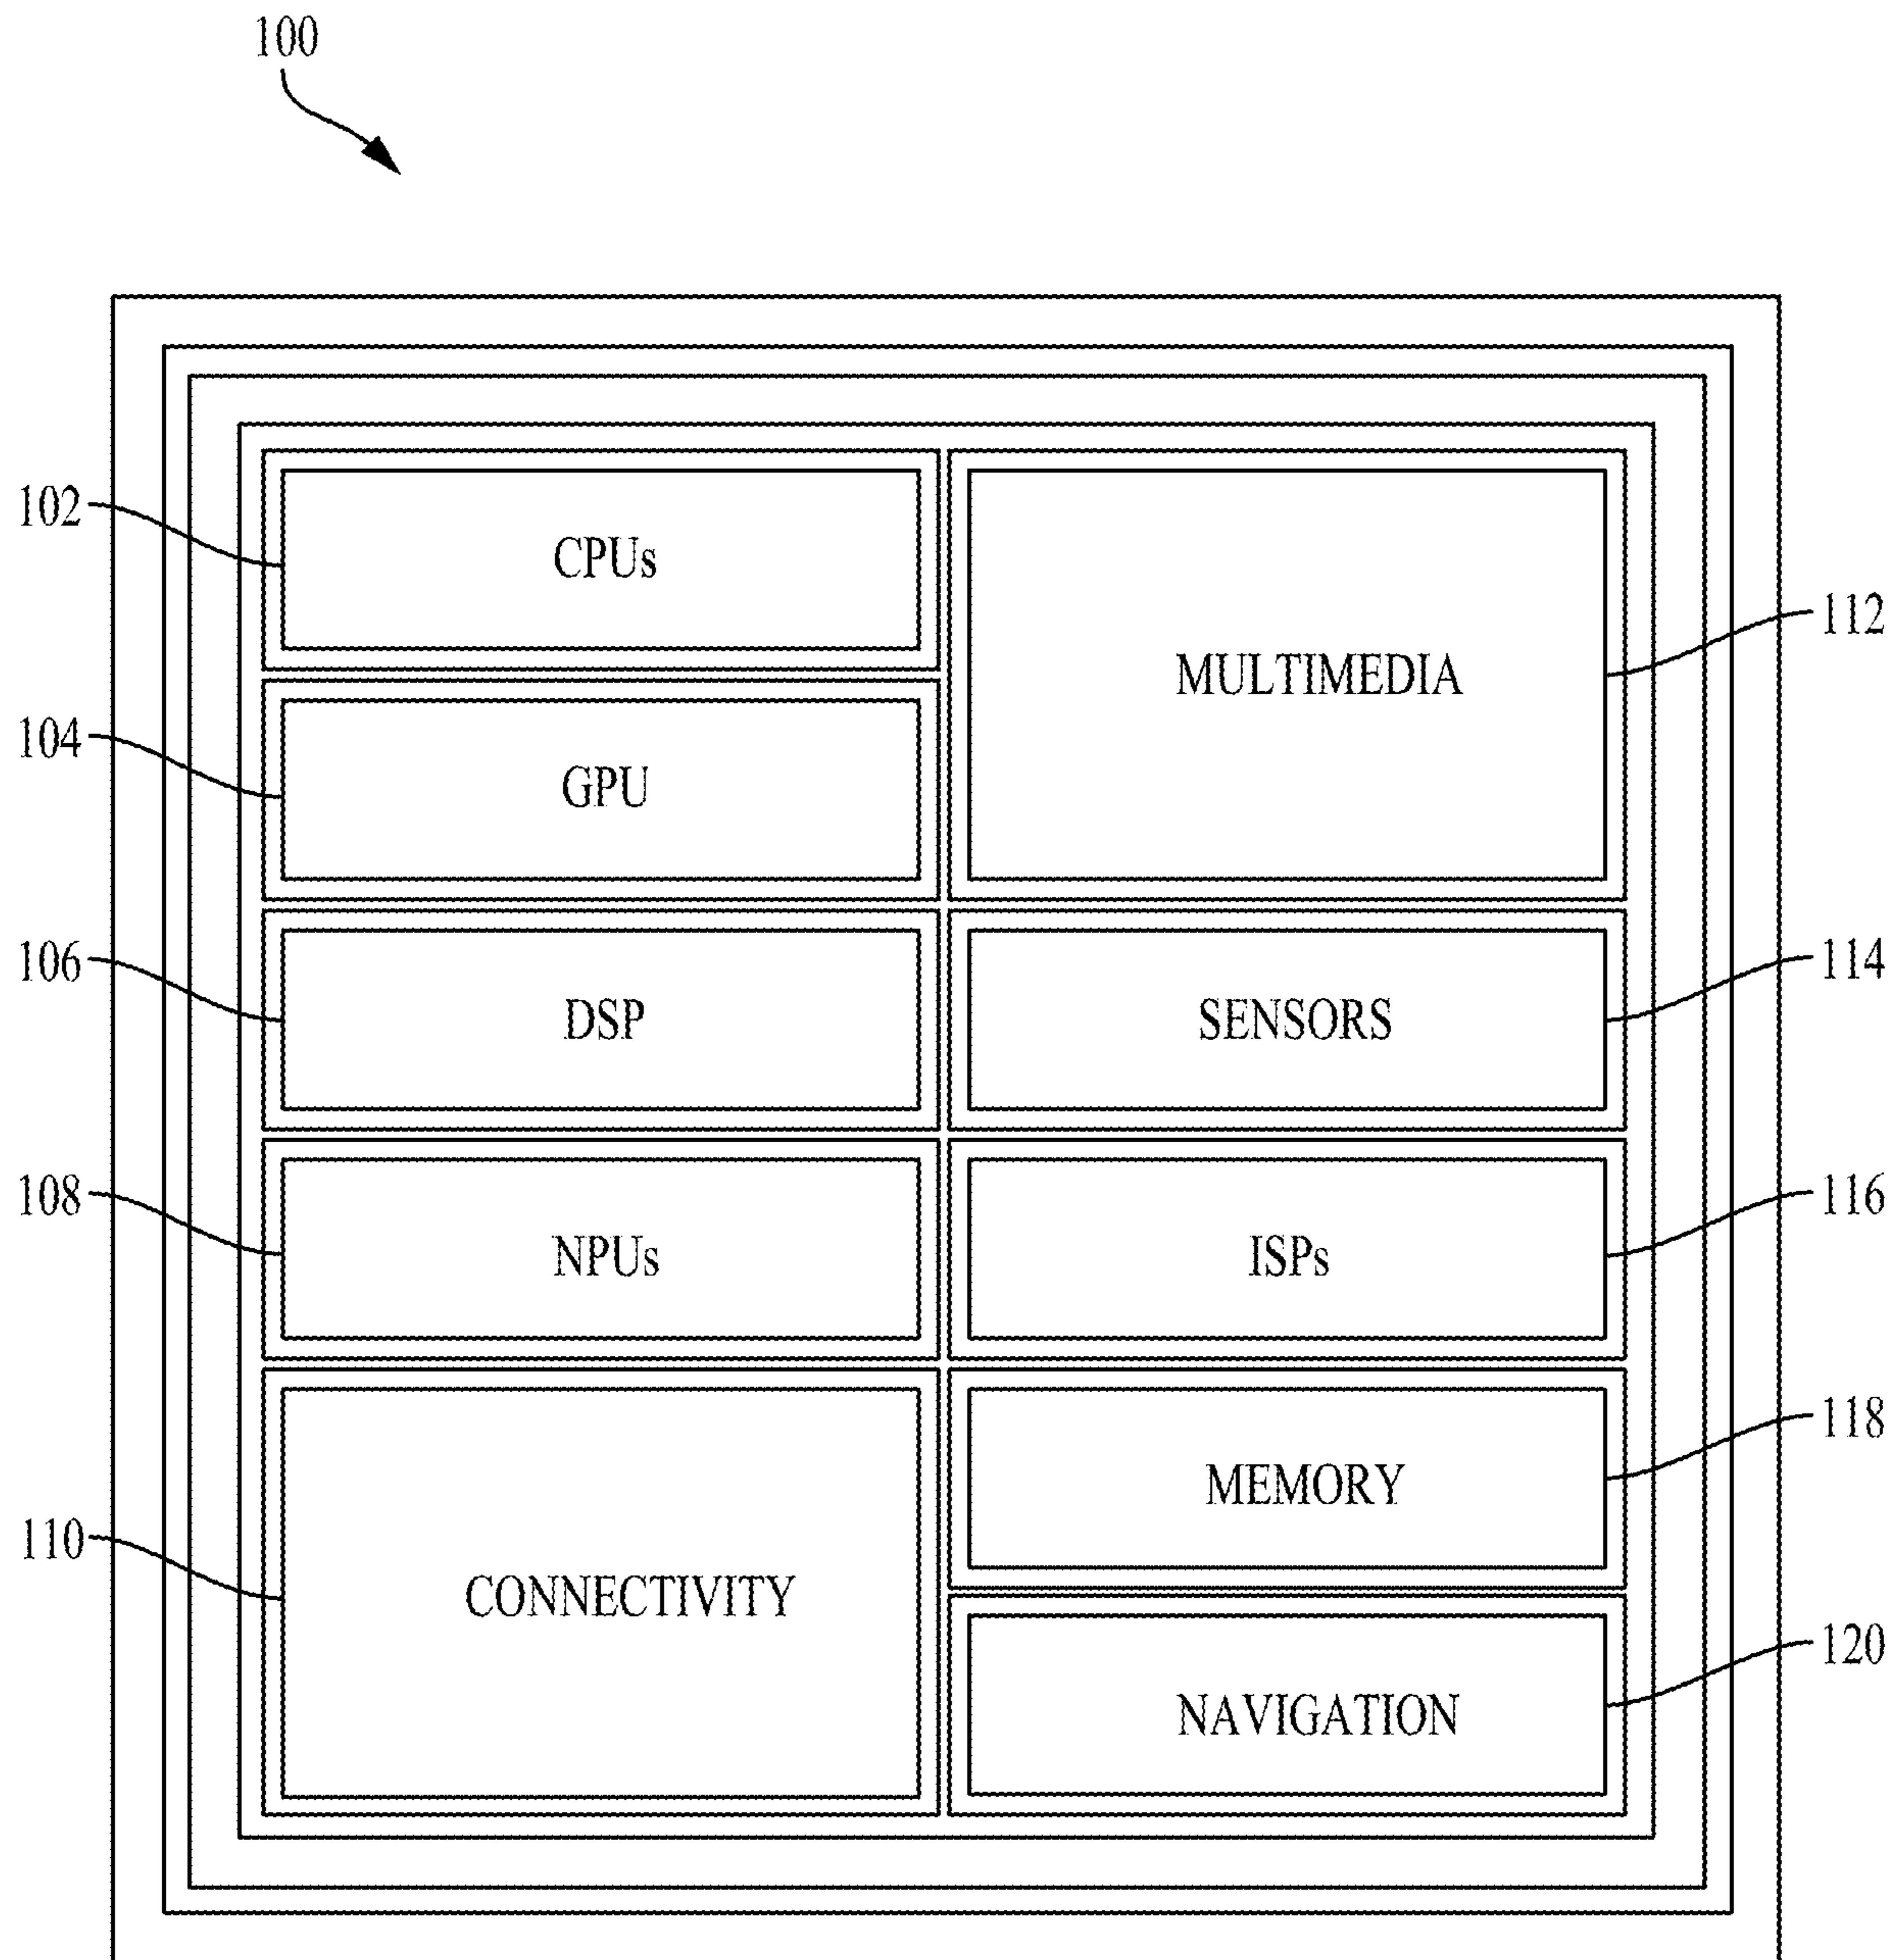 100
102
CPUs
MULTIMEDIA
112
104
GPU
106
DSP
SENSORS
114
108
NPUs
ISPs
116
110
CONNECTIVITY
MEMORY
118
NAVIGATION
120